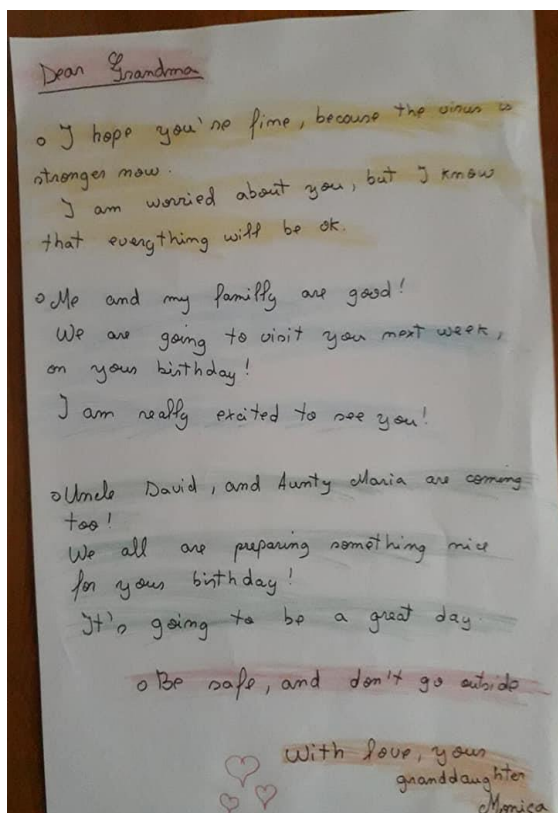 Dear Grandma
o I hope you're fine, because the virus is
stronger now.
I am worried about you, but I know
that everything will be ok.
o Me and my familly are good!
We are going to visit you next week,
on your birthday!
I am really excited to see you!
o Uncle David, and Aunty Maria are coming
too!
We all are preparing something nice
for your birthday!
It's going to be a great day.
o Be safe, and don't go outside
With love, your
granddaughter
Monica